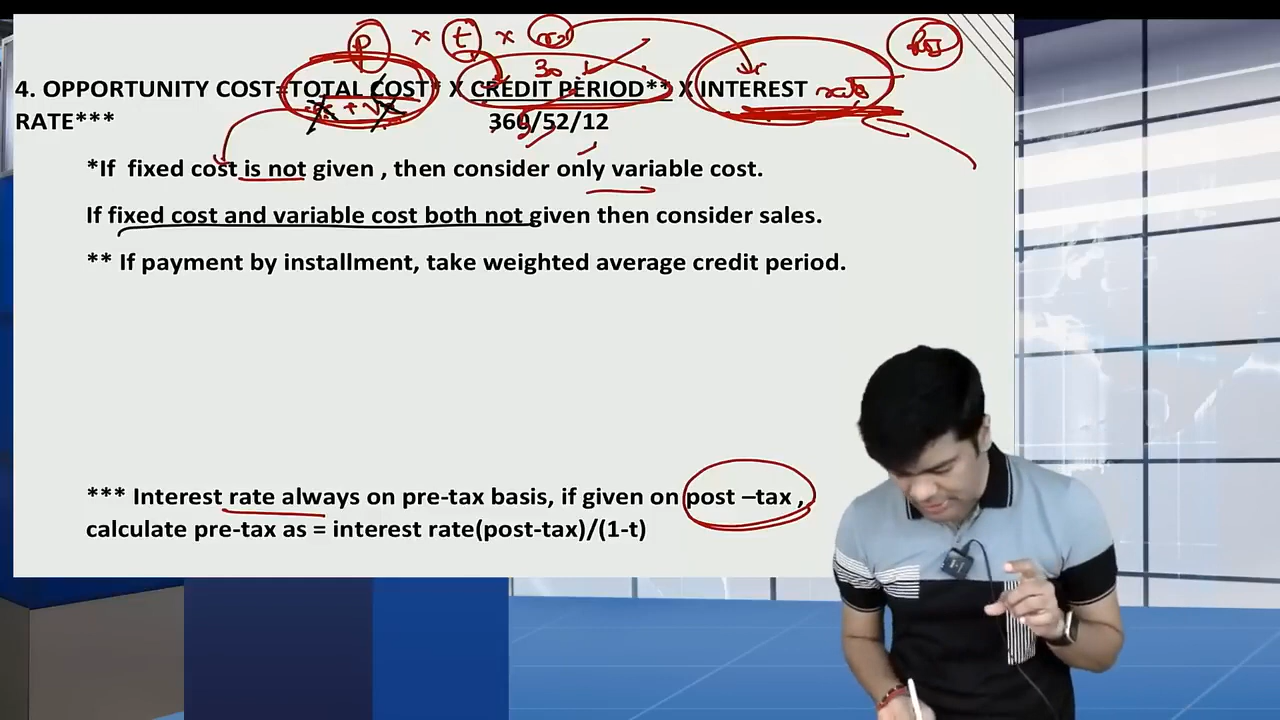 p × t × r
30
4. OPPORTUNITY COST=TOTAL COST* X CREDIT PERIOD** X INTEREST rate
RATE*** 360/52/12
*If fixed cost is not given , then consider only variable cost.
If fixed cost and variable cost both not given then consider sales.
** If payment by installment, take weighted average credit period.
*** Interest rate always on pre-tax basis, if given on post –tax ,
calculate pre-tax as = interest rate(post-tax)/(1-t)